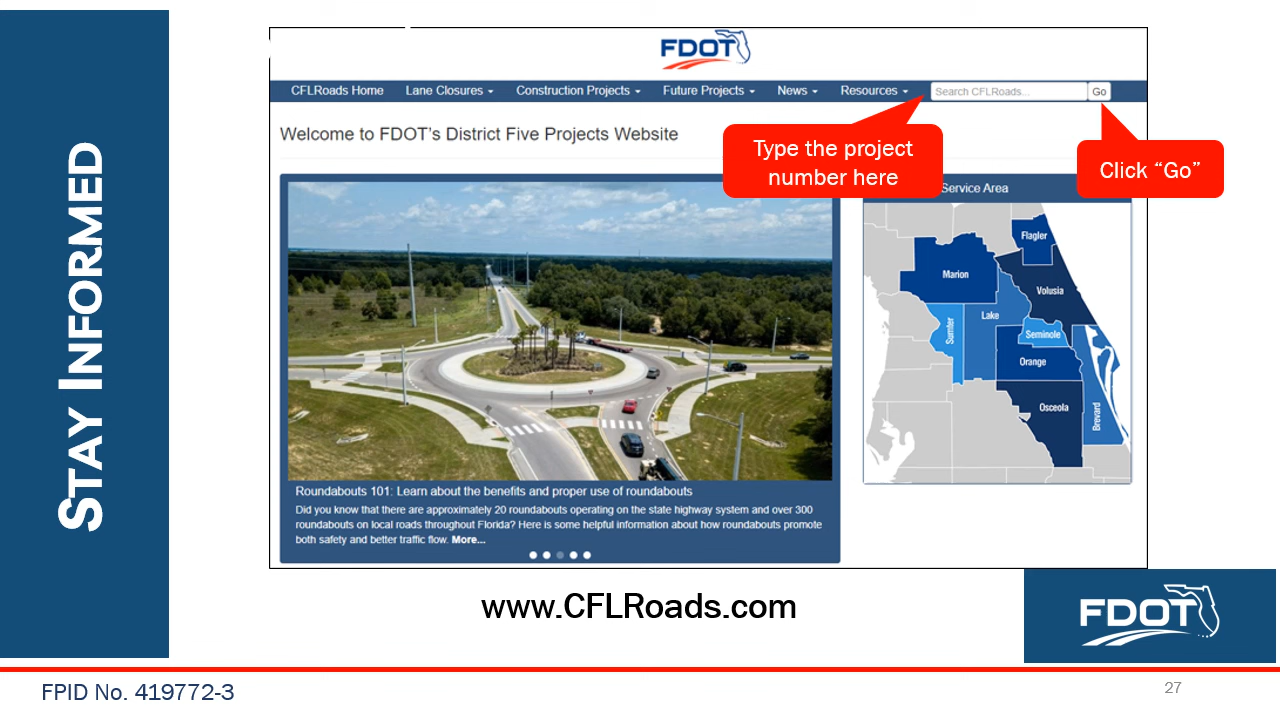 STAY INFORMED
FDOT
CFLRoads Home Lane Closures Construction Projects Future Projects News Resources Search CFLRoads... Go
Welcome to FDOT's District Five Projects Website
Type the project
number here
Click “Go”
Service Area
Flagler
Marion
Volusia
Lake
Sumter
Seminole
Orange
Osceola
Brevard
Roundabouts 101: Learn about the benefits and proper use of roundabouts
Did you know that there are approximately 20 roundabouts operating on the state highway system and over 300
roundabouts on local roads throughout Florida? Here is some helpful information about how roundabouts promote
both safety and better traffic flow. More...
www.CFLRoads.com
FDOT
FPID No. 419772-3
27